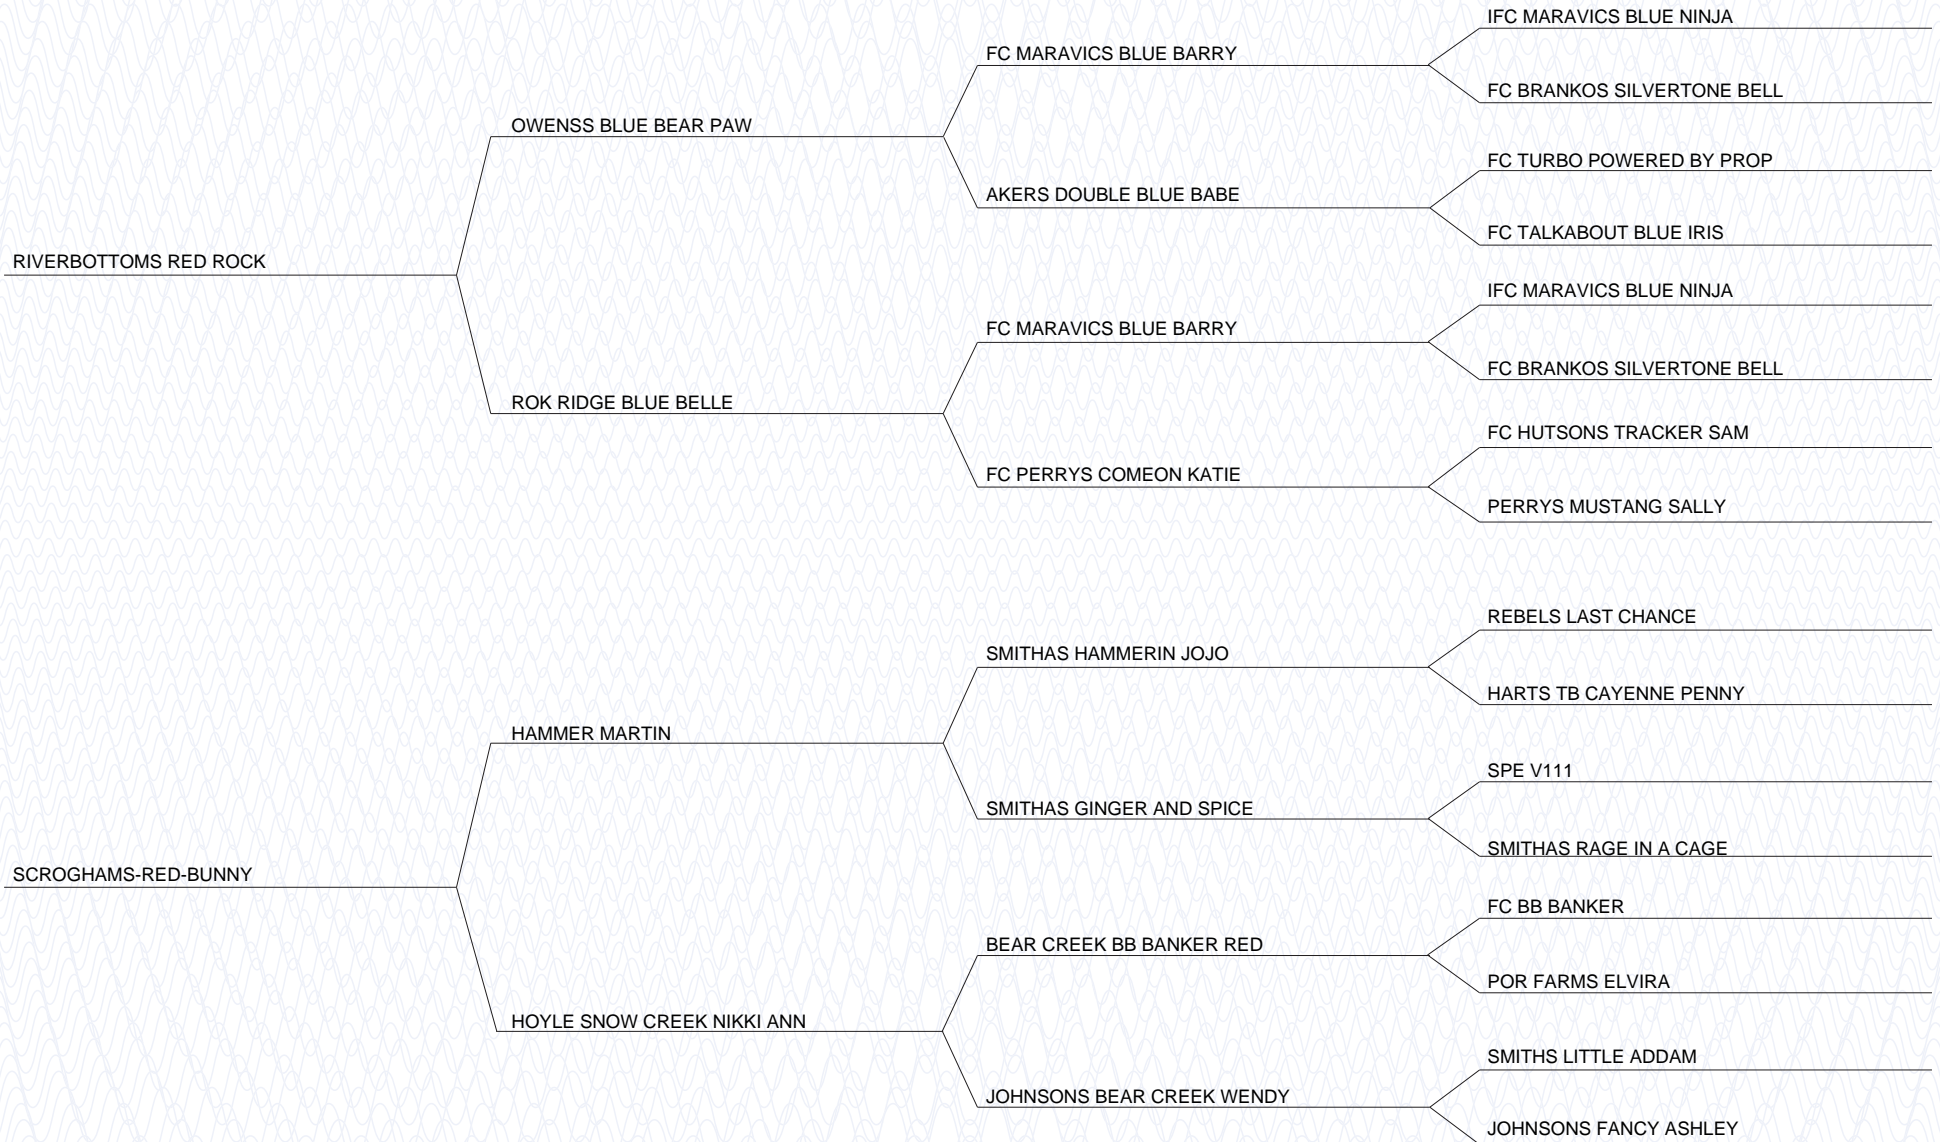 IFC MARAVICS BLUE NINJA
FC MARAVICS BLUE BARRY
FC BRANKOS SILVERTONE BELL
OWENSS BLUE BEAR PAW
FC TURBO POWERED BY PROP
AKERS DOUBLE BLUE BABE
FC TALKABOUT BLUE IRIS
RIVERBOTTOMS RED ROCK
IFC MARAVICS BLUE NINJA
FC MARAVICS BLUE BARRY
FC BRANKOS SILVERTONE BELL
ROK RIDGE BLUE BELLE
FC HUTSONS TRACKER SAM
FC PERRYS COMEON KATIE
PERRYS MUSTANG SALLY
REBELS LAST CHANCE
SMITHAS HAMMERIN JOJO
HARTS TB CAYENNE PENNY
HAMMER MARTIN
SPE V111
SMITHAS GINGER AND SPICE
SMITHAS RAGE IN A CAGE
SCROGHAMS-RED-BUNNY
FC BB BANKER
BEAR CREEK BB BANKER RED
POR FARMS ELVIRA
HOYLE SNOW CREEK NIKKI ANN
SMITHS LITTLE ADDAM
JOHNSONS BEAR CREEK WENDY
JOHNSONS FANCY ASHLEY